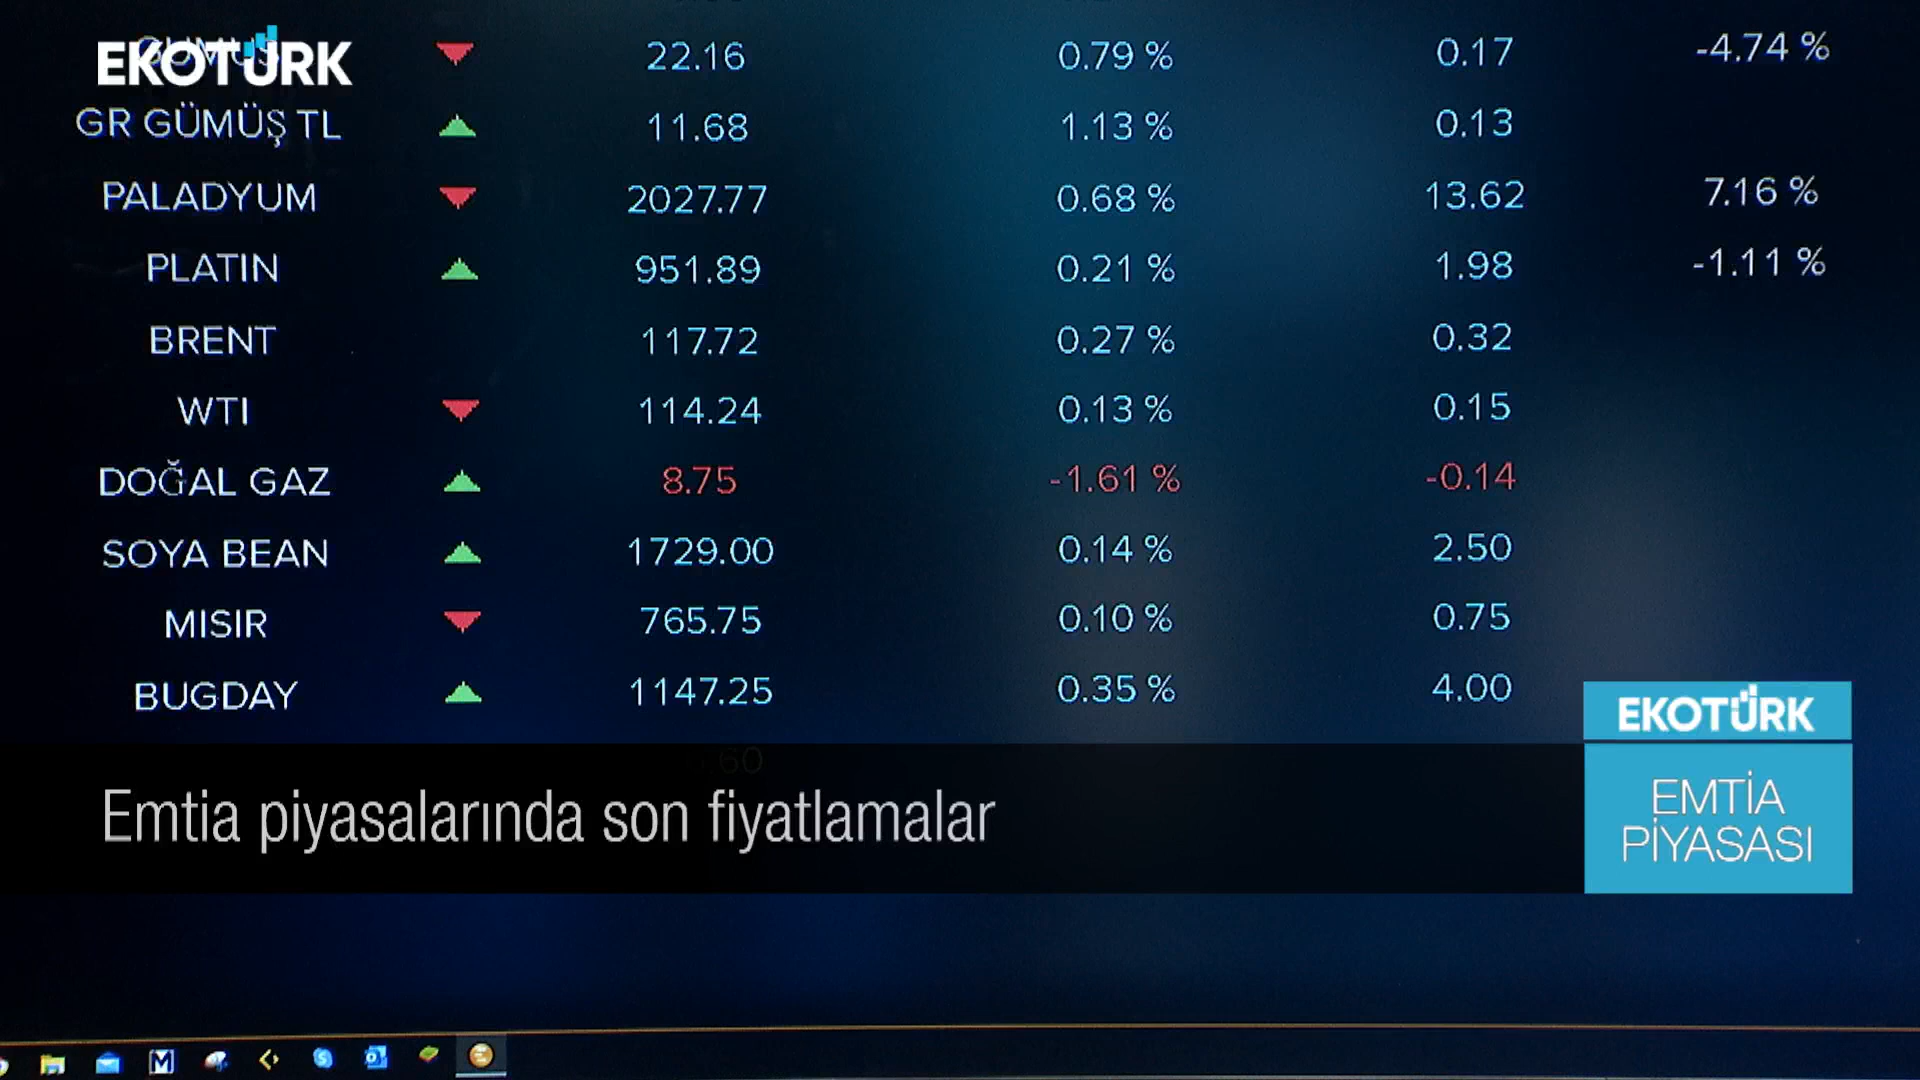 EKOTÜRK
GÜMÜŞ 22.16 0.79 % 0.17 -4.74 %
GR GÜMÜŞ TL 11.68 1.13 % 0.13
PALADYUM 2027.77 0.68 % 13.62 7.16 %
PLATIN 951.89 0.21 % 1.98 -1.11 %
BRENT 117.72 0.27 % 0.32
WTI 114.24 0.13 % 0.15
DOĞAL GAZ 8.75 -1.61 % -0.14
SOYA BEAN 1729.00 0.14 % 2.50
MISIR 765.75 0.10 % 0.75
BUGDAY 1147.25 0.35 % 4.00
EKOTÜRK
EMTİA
PİYASASI
Emtia piyasalarında son fiyatlamalar